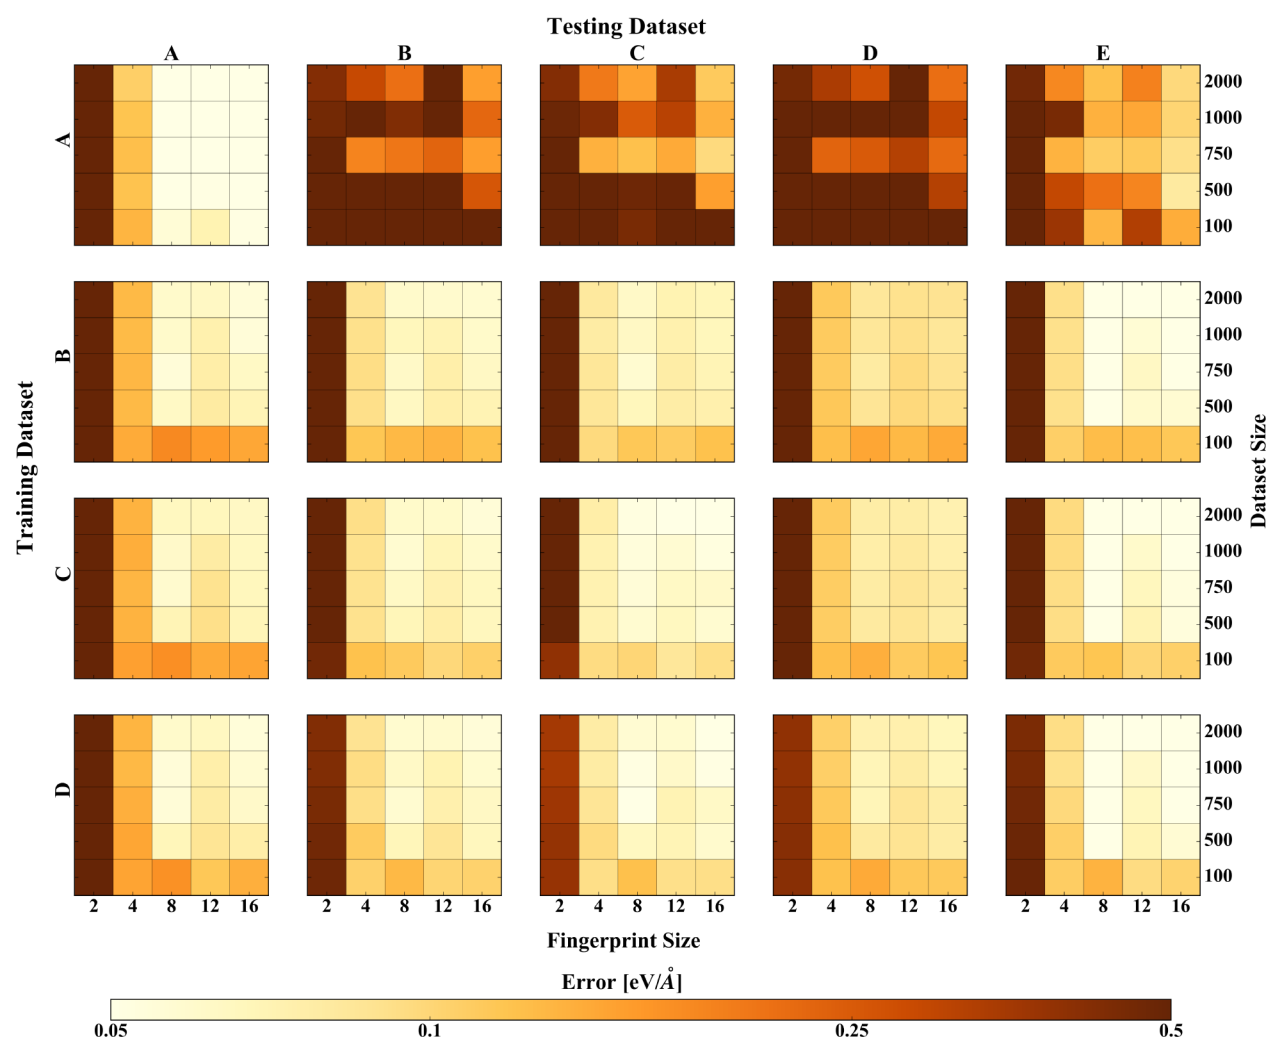 Testing Dataset
A B C D E
Training Dataset
A
2000
1000
750
500
100
B
2000
1000
750
500
100
C
2000
1000
750
500
100
D
2000
1000
750
500
100
Dataset Size
2 4 8 12 16 2 4 8 12 16 2 4 8 12 16 2 4 8 12 16 2 4 8 12 16
Fingerprint Size
Error [eV/Å]
0.05 0.1 0.25 0.5